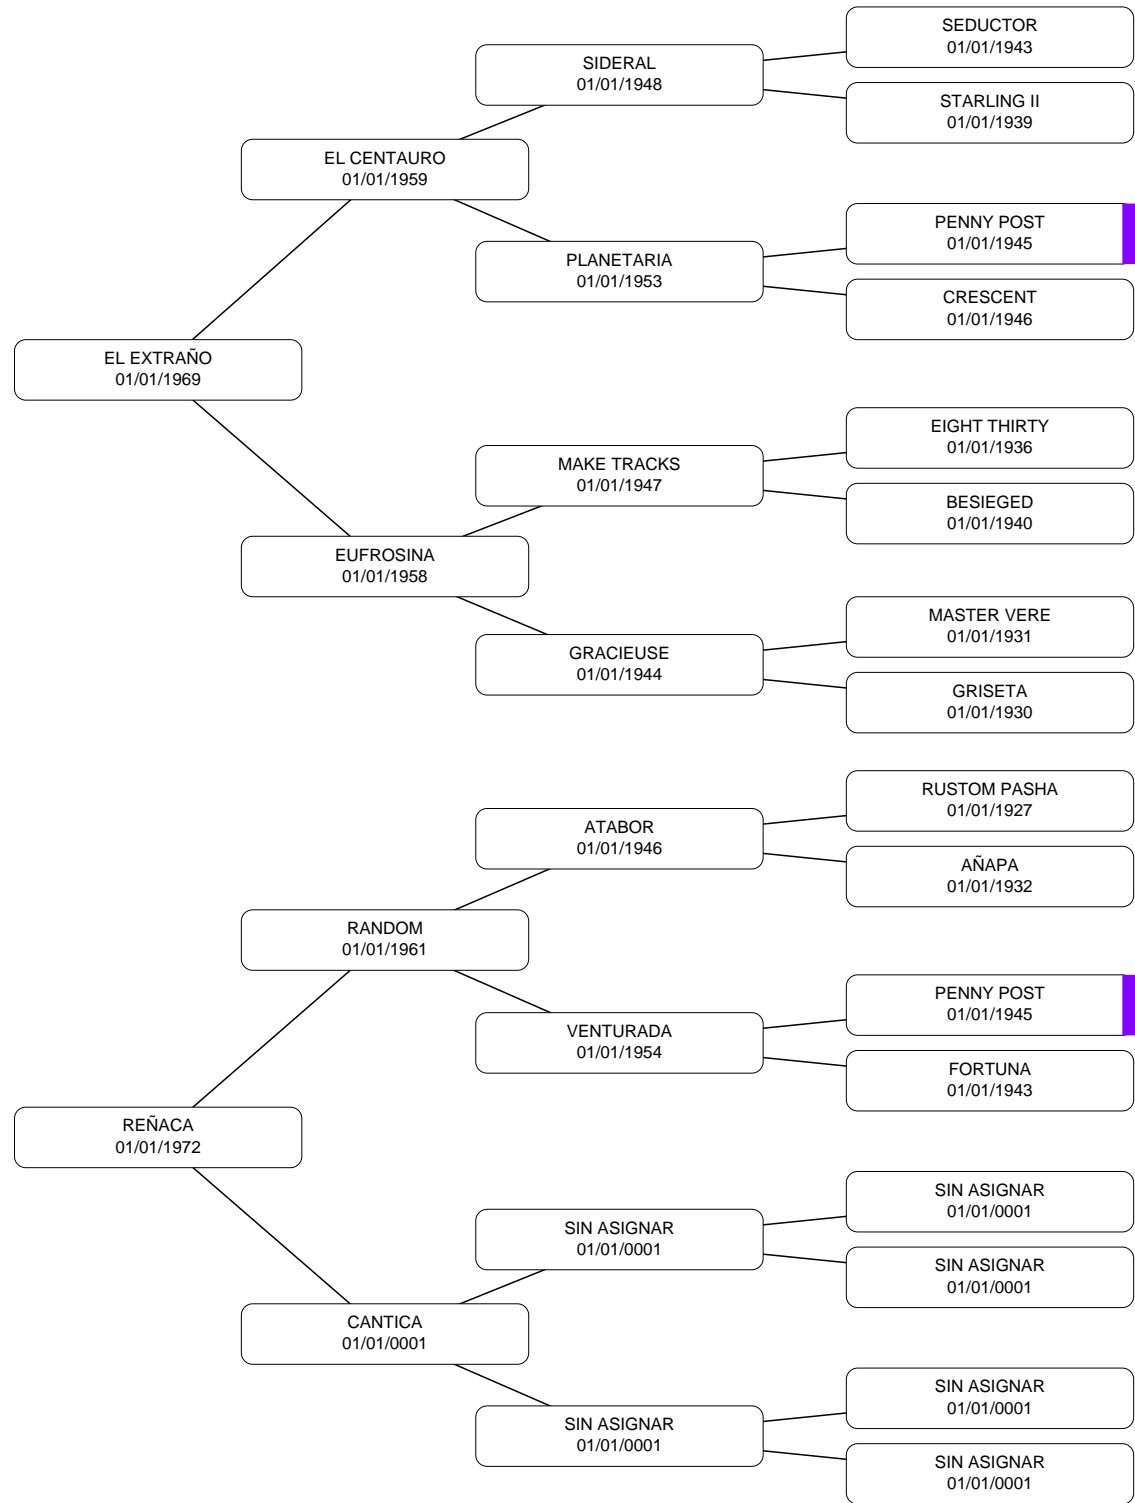 SEDUCTOR
01/01/1943
SIDERAL
01/01/1948
STARLING II
01/01/1939
EL CENTAURO
01/01/1959
PENNY POST
01/01/1945
PLANETARIA
01/01/1953
CRESCENT
01/01/1946
EL EXTRAÑO
01/01/1969
EIGHT THIRTY
01/01/1936
MAKE TRACKS
01/01/1947
BESIEGED
01/01/1940
EUFROSINA
01/01/1958
MASTER VERE
01/01/1931
GRACIEUSE
01/01/1944
GRISETA
01/01/1930
RUSTOM PASHA
01/01/1927
ATABOR
01/01/1946
AÑAPA
01/01/1932
RANDOM
01/01/1961
PENNY POST
01/01/1945
VENTURADA
01/01/1954
FORTUNA
01/01/1943
REÑACA
01/01/1972
SIN ASIGNAR
01/01/0001
SIN ASIGNAR
01/01/0001
SIN ASIGNAR
01/01/0001
CANTICA
01/01/0001
SIN ASIGNAR
01/01/0001
SIN ASIGNAR
01/01/0001
SIN ASIGNAR
01/01/0001